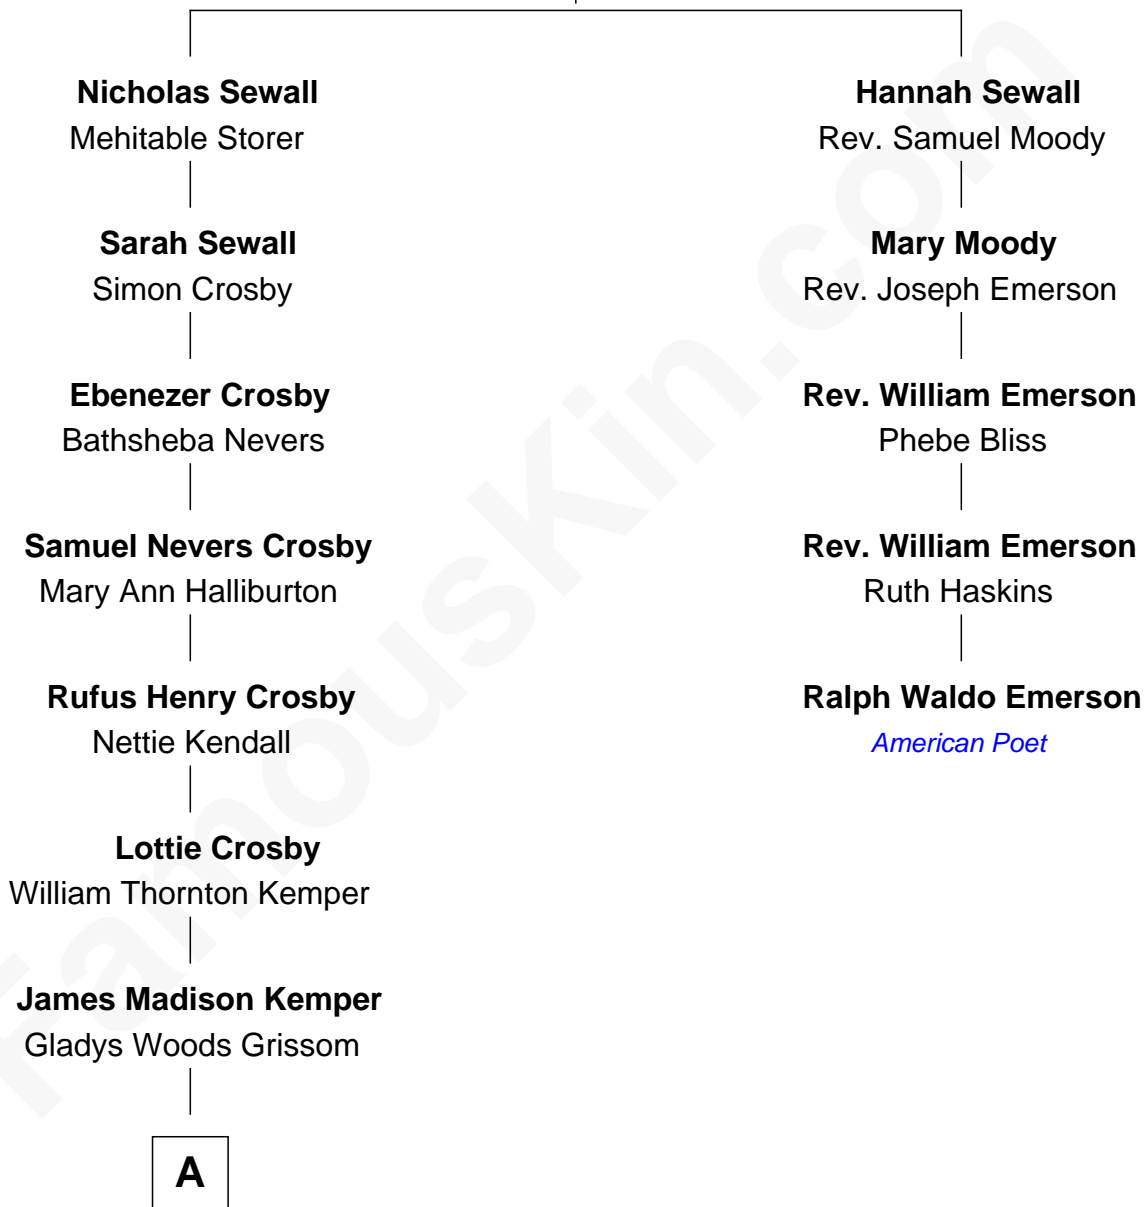 Nicholas Sewall
Mehitable Storer
Sarah Sewall
Simon Crosby
Ebenezer Crosby
Bathsheba Nevers
Samuel Nevers Crosby
Mary Ann Halliburton
Rufus Henry Crosby
Nettie Kendall
Lottie Crosby
William Thornton Kemper
James Madison Kemper
Gladys Woods Grissom
A
Hannah Sewall
Rev. Samuel Moody
Mary Moody
Rev. Joseph Emerson
Rev. William Emerson
Phebe Bliss
Rev. William Emerson
Ruth Haskins
Ralph Waldo Emerson
American Poet
FamousKin.com